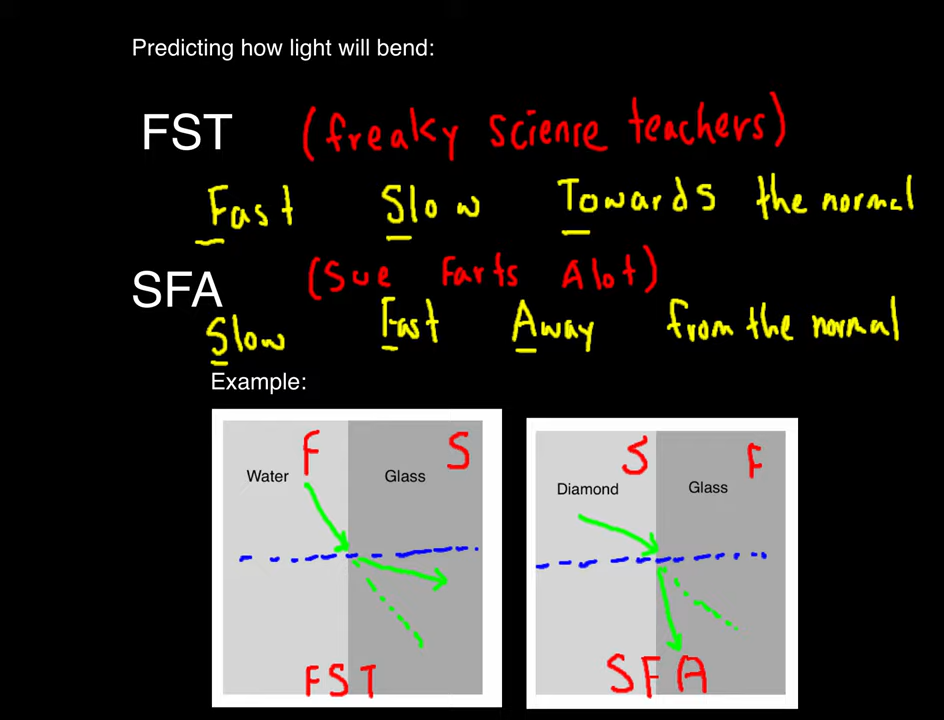 Predicting how light will bend:
FST (freaky science teachers)
Fast Slow Towards the normal
SFA (Sue Farts Alot)
Slow Fast Away from the normal
Example:
F S
Water Glass
FST
S F
Diamond Glass
SFA